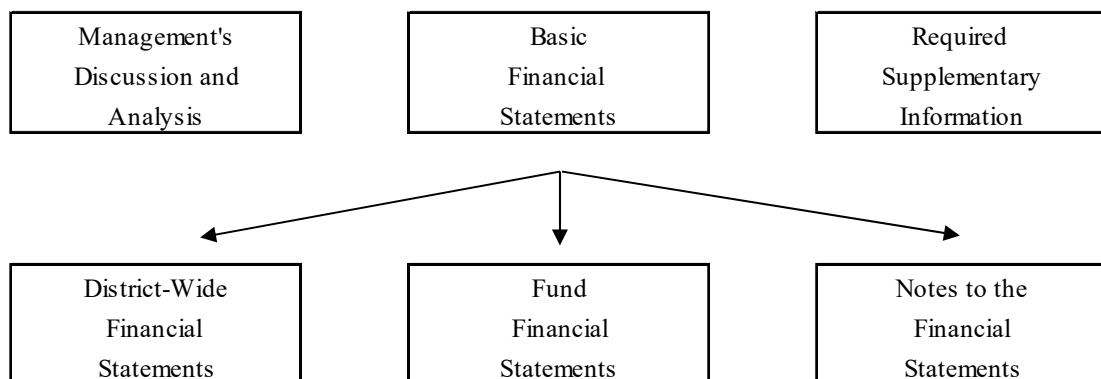 Management's
Discussion and
Analysis
Basic
Financial
Statements
Required
Supplementary
Information
District-Wide
Financial
Statements
Fund
Financial
Statements
Notes to the
Financial
Statements